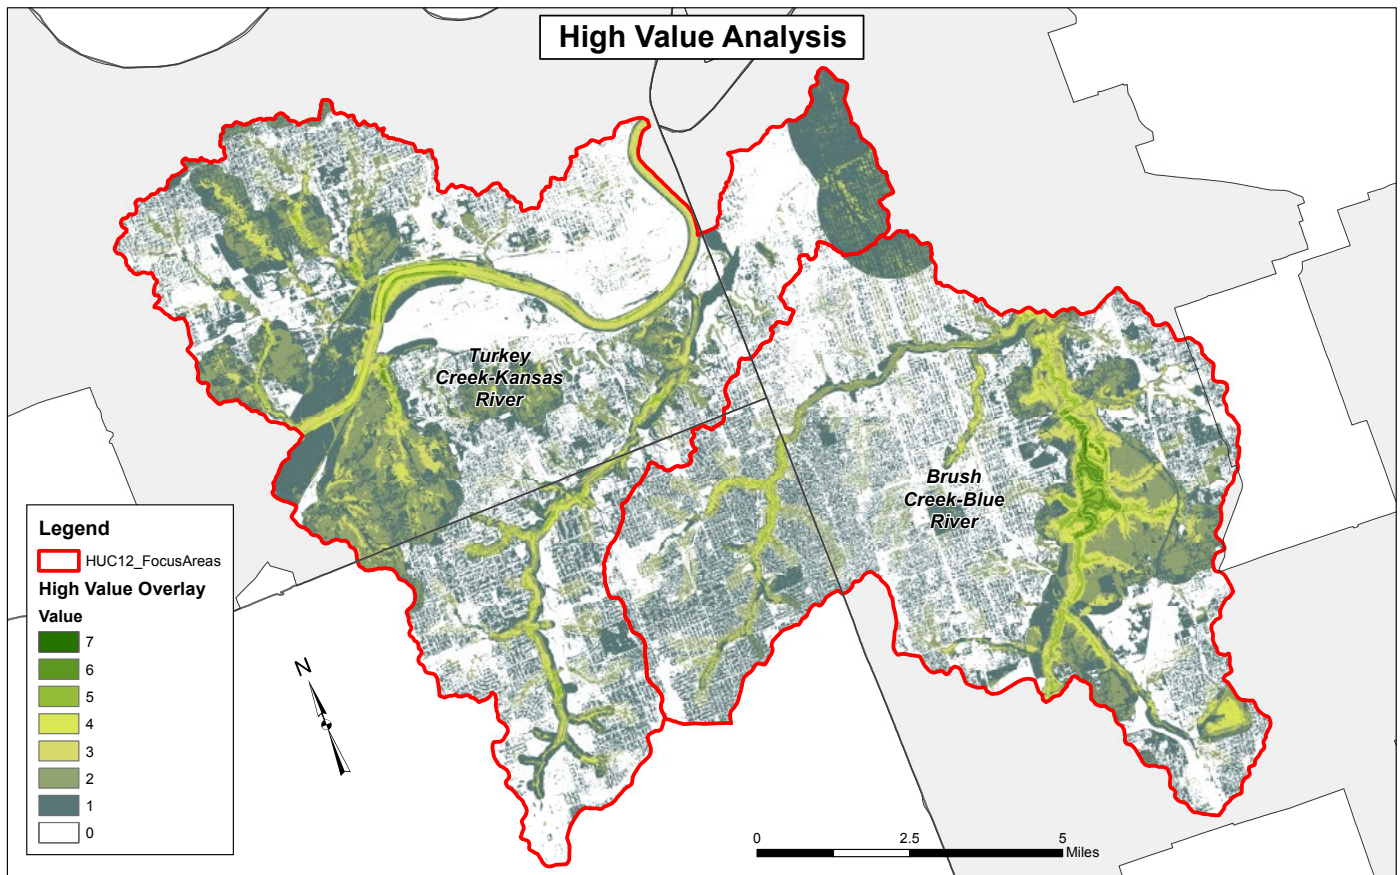 High Value Analysis
Turkey
Creek-Kansas
River
Brush
Creek-Blue
River
Legend
HUC12_FocusAreas
High Value Overlay
Value
7
6
5
4
3
2
1
0
N
0
2.5
5
Miles